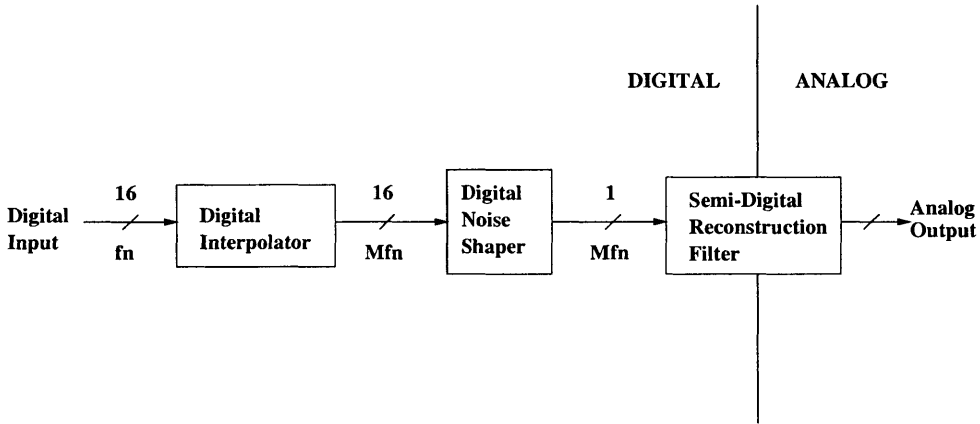 DIGITAL
ANALOG
16
16
1
Digital
Input
fn
Digital
Interpolator
Mfn
Digital
Noise
Shaper
Mfn
Semi-Digital
Reconstruction
Filter
Analog
Output